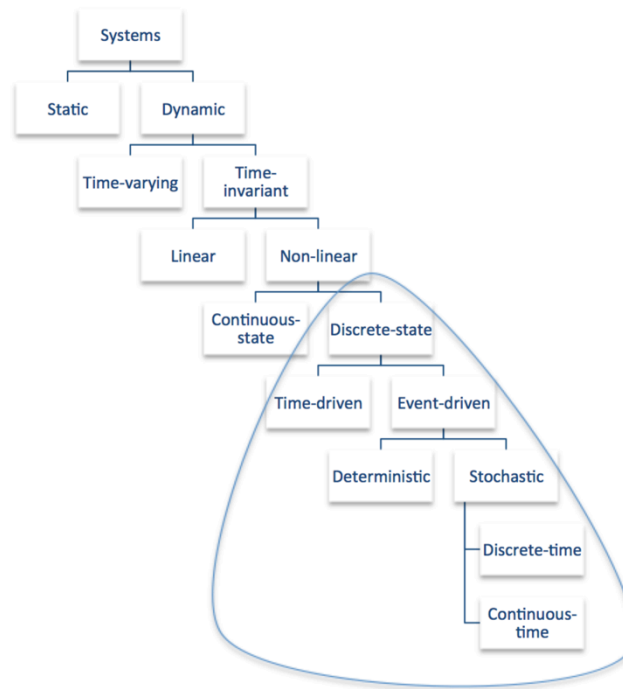 Systems
Static
Dynamic
Time-varying
Time-
invariant
Linear
Non-linear
Continuous-
state
Discrete-state
Time-driven
Event-driven
Deterministic
Stochastic
Discrete-time
Continuous-
time